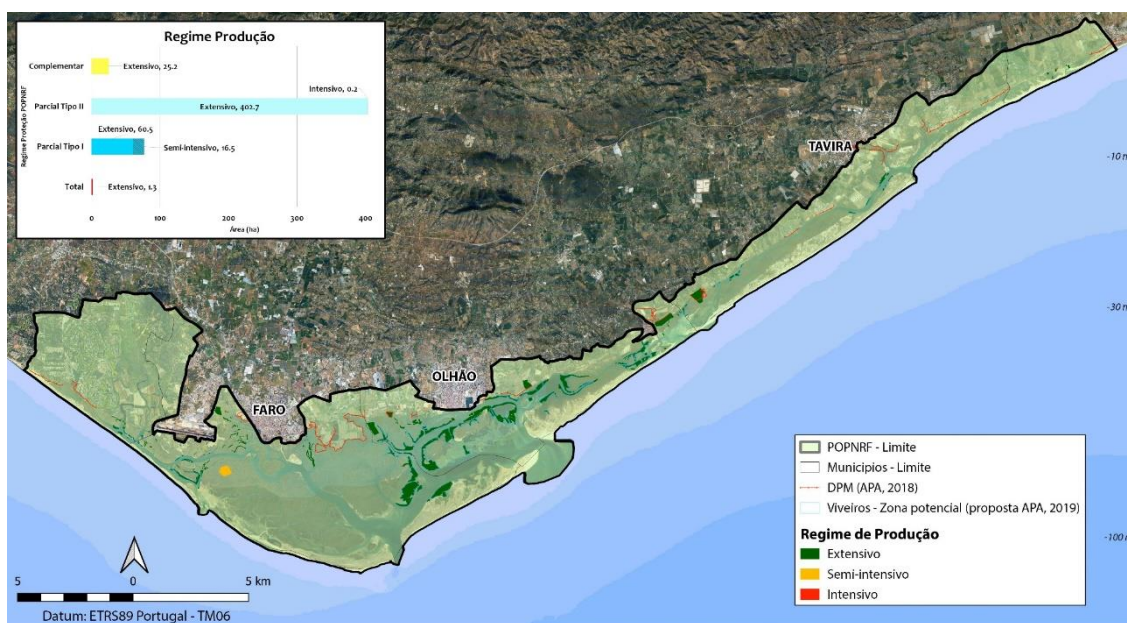 Regime Produção
Regime Proteção POPNRF
Complementar
Extensivo, 25.2
Intensivo, 0.2
Parcial Tipo II
Extensivo, 402.7
Extensivo, 60.5
Parcial Tipo I
Semi-intensivo, 16.5
Total
Extensivo, 1.3
0 100 200 300 400
Área (ha)
TAVIRA
-10 m
-30 m
OLHÃO
FARO
-100 m
POPNRF - Limite
Municípios - Limite
DPM (APA, 2018)
Viveiros - Zona potencial (proposta APA, 2019)
Regime de Produção
Extensivo
Semi-intensivo
Intensivo
5 0 5 km
Datum: ETRS89 Portugal - TM06